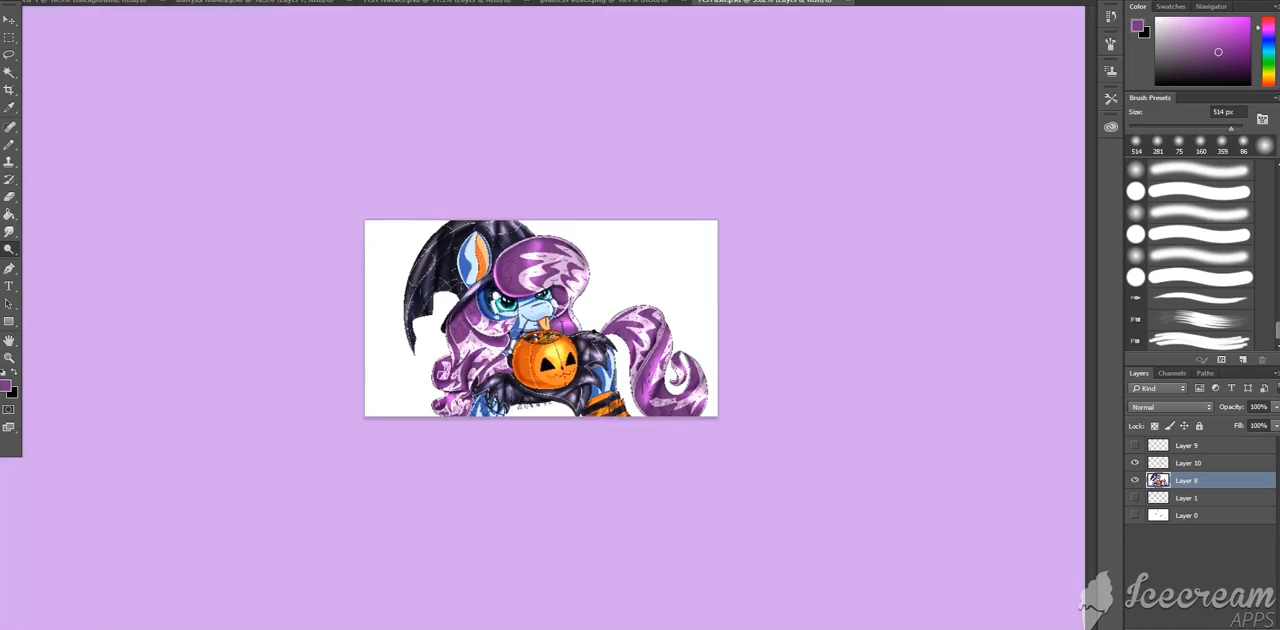 Color Swatches Navigator
Brush Presets
Size: 514 px
514 281 75 160 359 86
Layers Channels Paths
Kind
Normal Opacity: 100%
Lock: Fill: 100%
Layer 9
Layer 10
Layer 8
Layer 1
Layer 0
Icecream
APPS